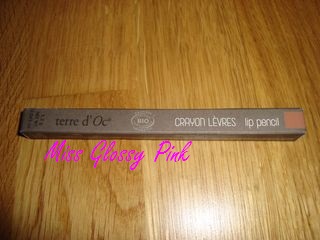 terre d'Oc®
BIO
CRAYON LÈVRES lip pencil
Miss Glossy Pink